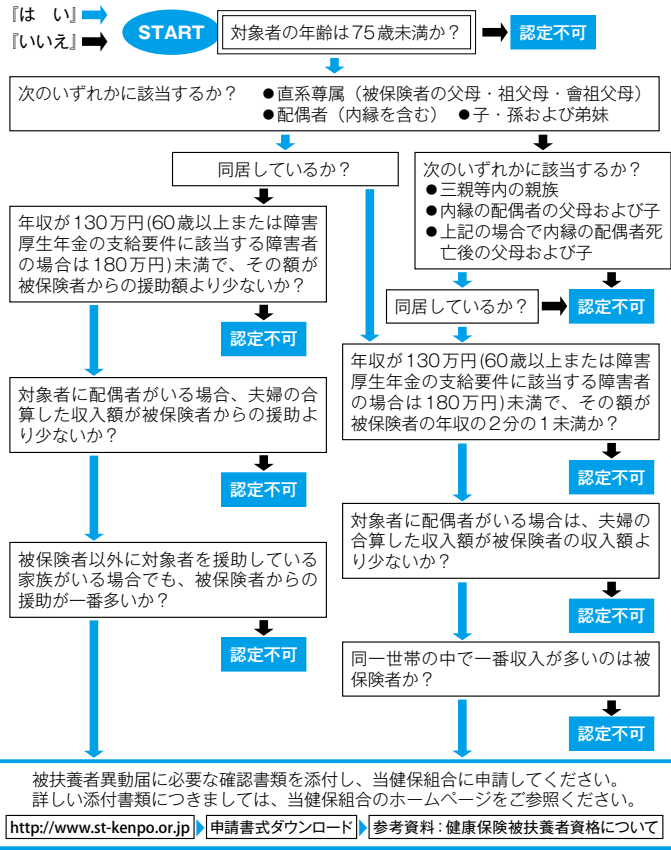 『は　い』
『いいえ』
START
対象者の年齢は75歳未満か？
認定不可
次のいずれかに該当するか？　●直系尊属（被保険者の父母・祖父母・曾祖父母）
●配偶者（内縁を含む）　●子・孫および弟妹
同居しているか？
次のいずれかに該当するか？
●三親等内の親族
●内縁の配偶者の父母および子
●上記の場合で内縁の配偶者死
亡後の父母および子
年収が130万円(60歳以上または障害
厚生年金の支給要件に該当する障害者
の場合は180万円)未満で、その額が
被保険者からの援助額より少ないか？
認定不可
同居しているか？
認定不可
年収が130万円(60歳以上または障害
厚生年金の支給要件に該当する障害者
の場合は180万円)未満で、その額が
被保険者の年収の2分の1未満か？
認定不可
対象者に配偶者がいる場合、夫婦の合
算した収入額が被保険者からの援助よ
り少ないか？
認定不可
対象者に配偶者がいる場合は、夫婦の
合算した収入額が被保険者の収入額よ
り少ないか？
認定不可
被保険者以外に対象者を援助している
家族がいる場合でも、被保険者からの
援助が一番多いか？
認定不可
同一世帯の中で一番収入が多いのは被
保険者か？
認定不可
被扶養者異動届に必要な確認書類を添付し、当健保組合に申請してください。
詳しい添付書類につきましては、当健保組合のホームページをご参照ください。
http://www.st-kenpo.or.jp 申請書式ダウンロード 参考資料：健康保険被扶養者資格について